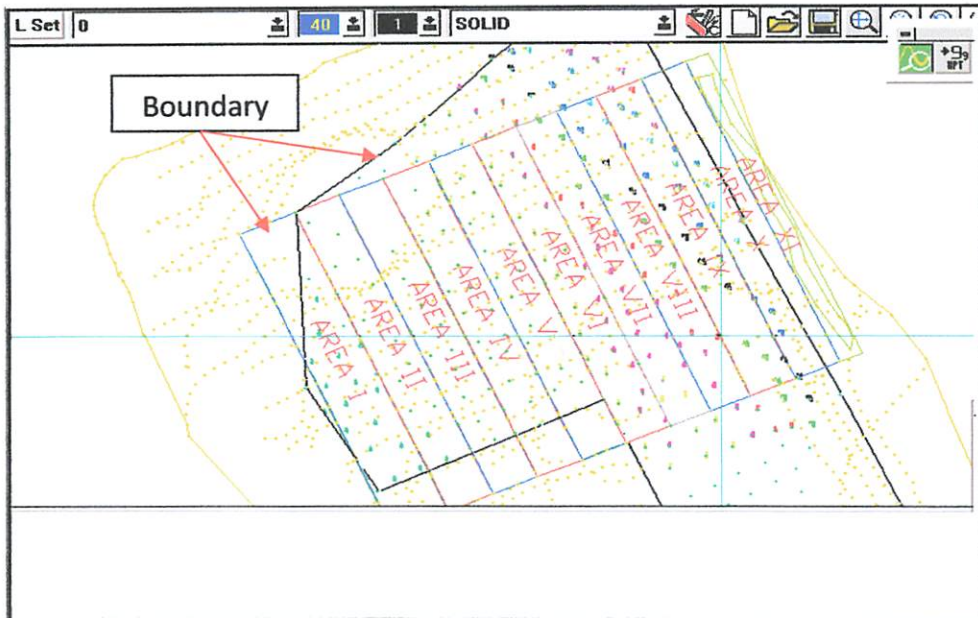 L Set 0 40 1 SOLID
+9,
Boundary
AREA I
AREA II
AREA III
AREA IV
AREA V
AREA VI
AREA VII
AREA VIII
AREA IX
AREA X
AREA XI